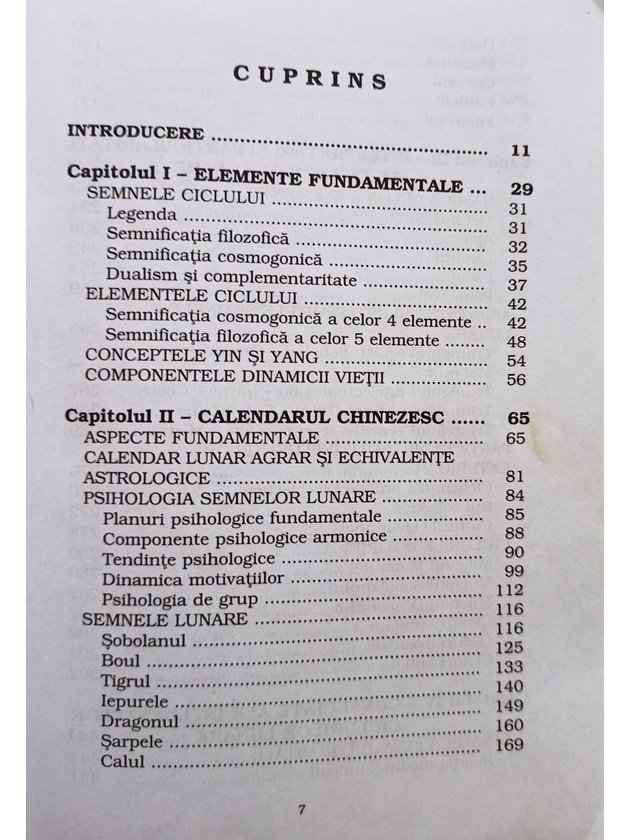 CUPRINS
INTRODUCERE ........ 11
Capitolul I – ELEMENTE FUNDAMENTALE ... 29
SEMNELE CICLULUI ........ 31
Legenda ........ 31
Semnificaţia filozofică ........ 32
Semnificaţia cosmogonică ........ 35
Dualism şi complementaritate ........ 37
ELEMENTELE CICLULUI ........ 42
Semnificaţia cosmogonică a celor 4 elemente .. 42
Semnificaţia filozofică a celor 5 elemente ........ 48
CONCEPTELE YIN ŞI YANG ........ 54
COMPONENTELE DINAMICII VIEŢII ........ 56
Capitolul II – CALENDARUL CHINEZESC ...... 65
ASPECTE FUNDAMENTALE ........ 65
CALENDAR LUNAR AGRAR ŞI ECHIVALENŢE
ASTROLOGICE ........ 81
PSIHOLOGIA SEMNELOR LUNARE ........ 84
Planuri psihologice fundamentale ........ 85
Componente psihologice armonice ........ 88
Tendinţe psihologice ........ 90
Dinamica motivaţiilor ........ 99
Psihologia de grup ........ 112
SEMNELE LUNARE ........ 116
Şobolanul ........ 116
Boul ........ 125
Tigrul ........ 133
Iepurele ........ 140
Dragonul ........ 149
Şarpele ........ 160
Calul ........ 169
7